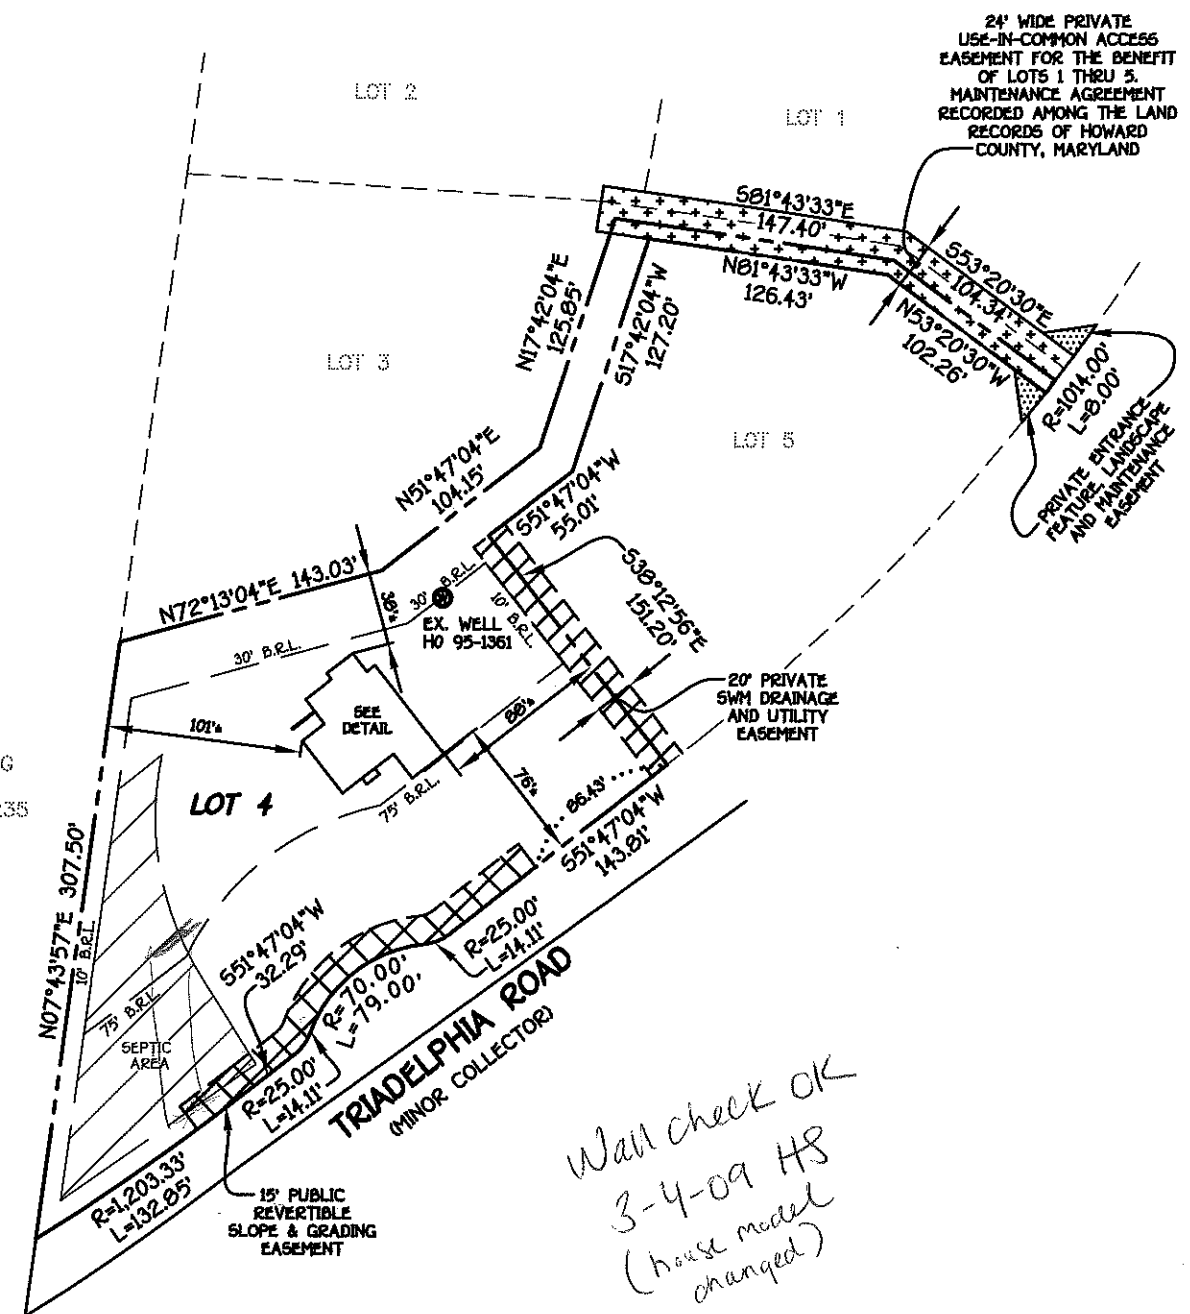 24' WIDE PRIVATE
USE-IN-COMMON ACCESS
EASEMENT FOR THE BENEFIT
OF LOTS 1 THRU 5.
MAINTENANCE AGREEMENT
RECORDED AMONG THE LAND
RECORDS OF HOWARD
COUNTY, MARYLAND
LOT 2
LOT 1
S81°43'33"E
147.40'
N81°43'33"W
126.43'
S53°20'30"E
104.34'
N53°20'30"W
102.26'
R=1014.00'
L=8.00'
PRIVATE ENTRANCE
FEATURE, LANDSCAPE
AND MAINTENANCE
EASEMENT
N17°42'04"E
125.85'
S17°42'04"W
127.20'
LOT 3
LOT 5
N51°47'04"E
104.15'
S51°47'04"W
55.01'
N72°13'04"E 143.03'
S38°12'56"E
151.20'
30' B.R.L.
10' B.R.L.
EX. WELL
HO 95-1361
30' B.R.L.
38'±
SEE
DETAIL
101'±
88'±
76'±
20' PRIVATE
SWM DRAINAGE
AND UTILITY
EASEMENT
G
235
LOT 4
75' B.R.L.
86.43'
S51°47'04"W
143.81'
N07°43'57"E 307.50'
10' B.R.L.
75' B.R.L.
SEPTIC
AREA
S51°47'04"W
32.29'
R=25.00'
L=14.11'
R=70.00'
L=79.00'
R=25.00'
L=14.11'
TRIADELPHIA ROAD
(MINOR COLLECTOR)
R=1,203.33'
L=132.85'
15' PUBLIC
REVERTIBLE
SLOPE & GRADING
EASEMENT
Wall check OK
3-4-09 HS
(house model
changed)